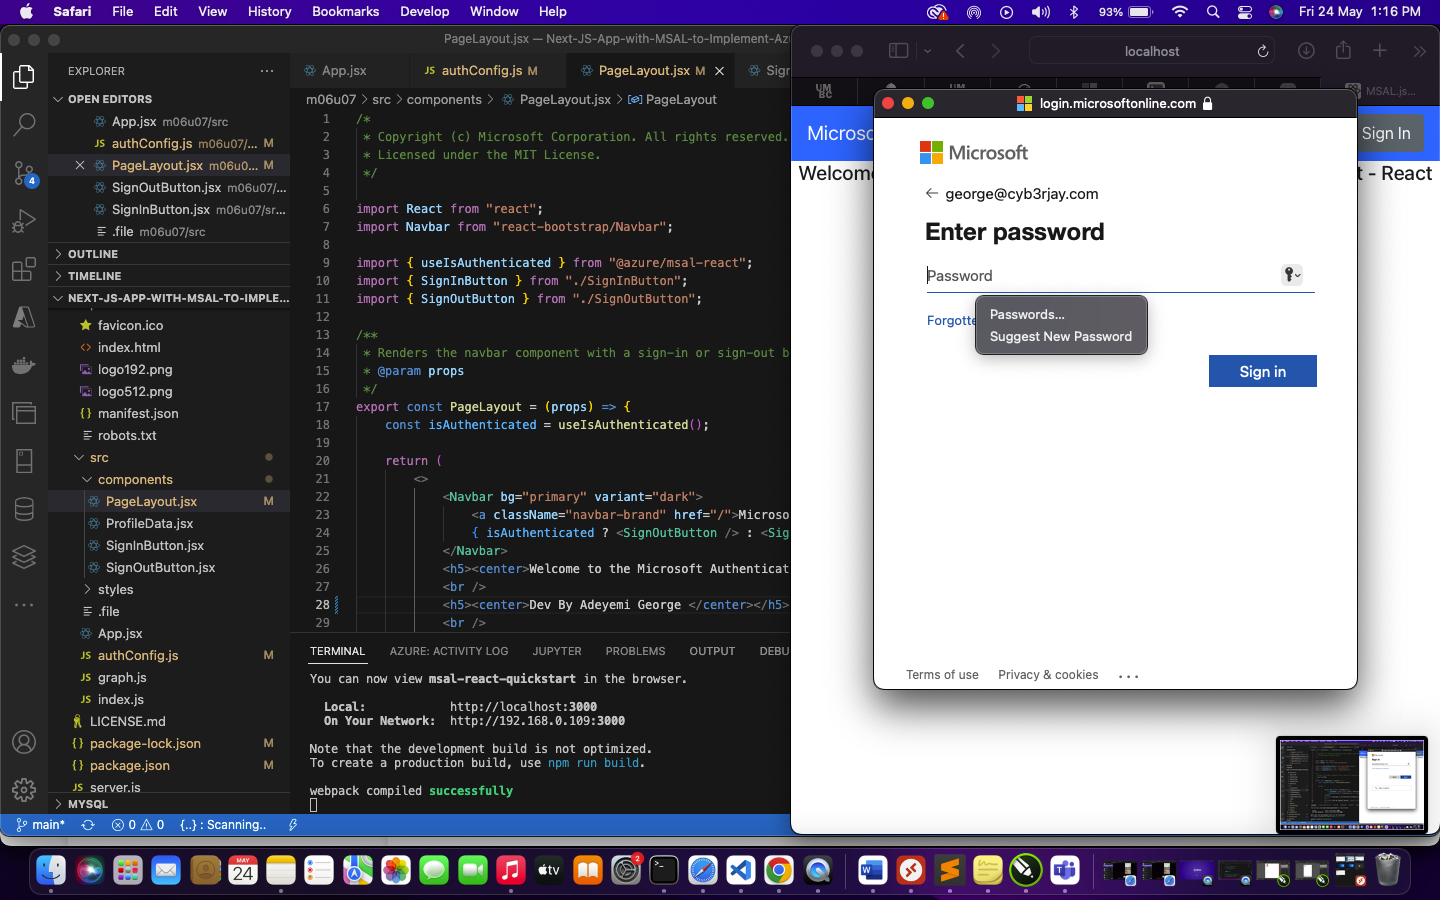 Safari File Edit View History Bookmarks Develop Window Help
93% Fri 24 May 1:16 PM
PageLayout.jsx — Next-JS-App-with-MSAL-to-Implement-Az
EXPLORER
OPEN EDITORS
App.jsx m06u07/src
JS authConfig.js m06u07/... M
PageLayout.jsx m06u0... M
SignOutButton.jsx m06u07/...
SignInButton.jsx m06u07/sr...
.file m06u07/src
OUTLINE
TIMELINE
NEXT-JS-APP-WITH-MSAL-TO-IMPLE...
favicon.ico
index.html
logo192.png
logo512.png
manifest.json
robots.txt
src
components
PageLayout.jsx M
ProfileData.jsx
SignInButton.jsx
SignOutButton.jsx
styles
.file
App.jsx
JS authConfig.js M
JS graph.js
JS index.js
LICENSE.md
package-lock.json M
package.json M
JS server.js
MYSQL
4
App.jsx
JS authConfig.js M
PageLayout.jsx M
Sign
m06u07 > src > components > PageLayout.jsx > PageLayout
1 /*
2 * Copyright (c) Microsoft Corporation. All rights reserved.
3 * Licensed under the MIT License.
4 */
5
6 import React from "react";
7 import Navbar from "react-bootstrap/Navbar";
8
9 import { useIsAuthenticated } from "@azure/msal-react";
10 import { SignInButton } from "./SignInButton";
11 import { SignOutButton } from "./SignOutButton";
12
13 /**
14 * Renders the navbar component with a sign-in or sign-out b
15 * @param props
16 */
17 export const PageLayout = (props) => {
18 const isAuthenticated = useIsAuthenticated();
19
20 return (
21 <>
22 <Navbar bg="primary" variant="dark">
23 <a className="navbar-brand" href="/">Microso
24 { isAuthenticated ? <SignOutButton /> : <Sig
25 </Navbar>
26 <h5><center>Welcome to the Microsoft Authenticat
27 <br />
28 <h5><center>Dev By Adeyemi George </center></h5>
29 <br />
TERMINAL AZURE: ACTIVITY LOG JUPYTER PROBLEMS OUTPUT DEBU
You can now view msal-react-quickstart in the browser.
Local: http://localhost:3000
On Your Network: http://192.168.0.109:3000
Note that the development build is not optimized.
To create a production build, use npm run build.
webpack compiled successfully
main* 0 0 {..} : Scanning..
localhost
UM
BC
UM
MSAL.js...
Microso
Sign In
Welcom
t - React
login.microsoftonline.com
Microsoft
george@cyb3rjay.com
Enter password
Password
Forgotte
Passwords...
Suggest New Password
Sign in
Terms of use Privacy & cookies ...
MAY
24
tv
2